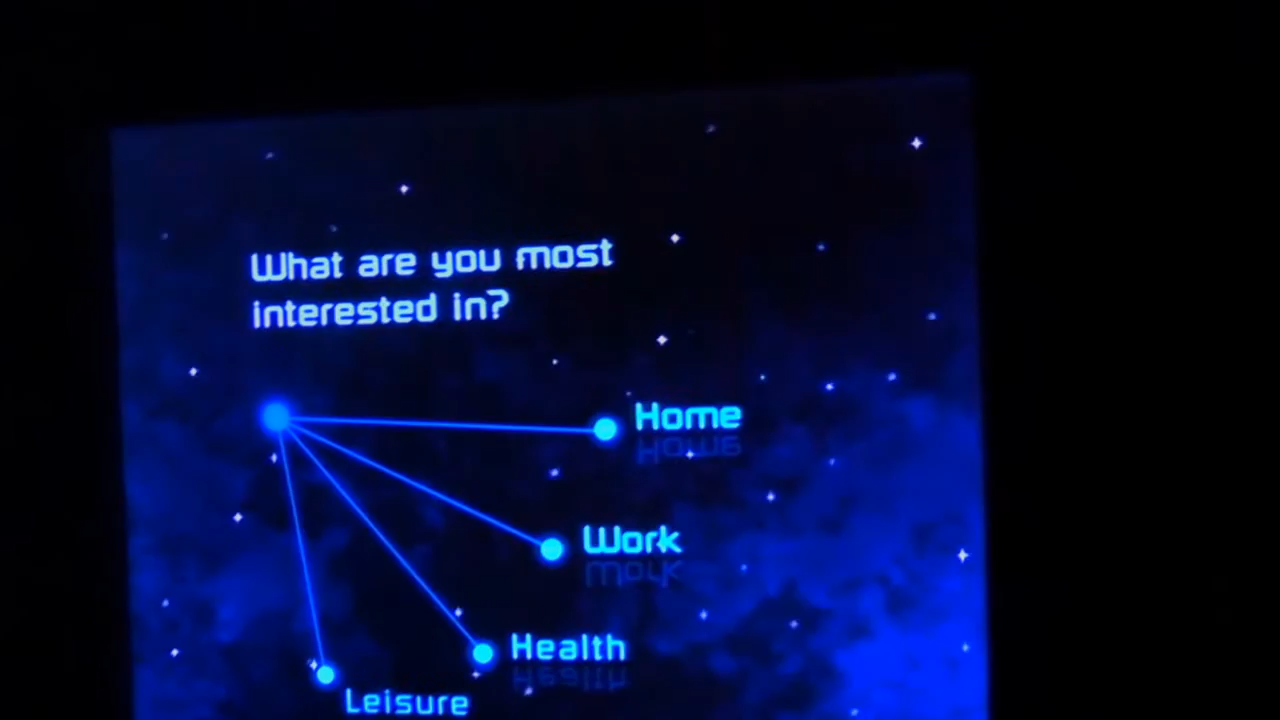 What are you most
interested in?
Home
Work
Health
Leisure